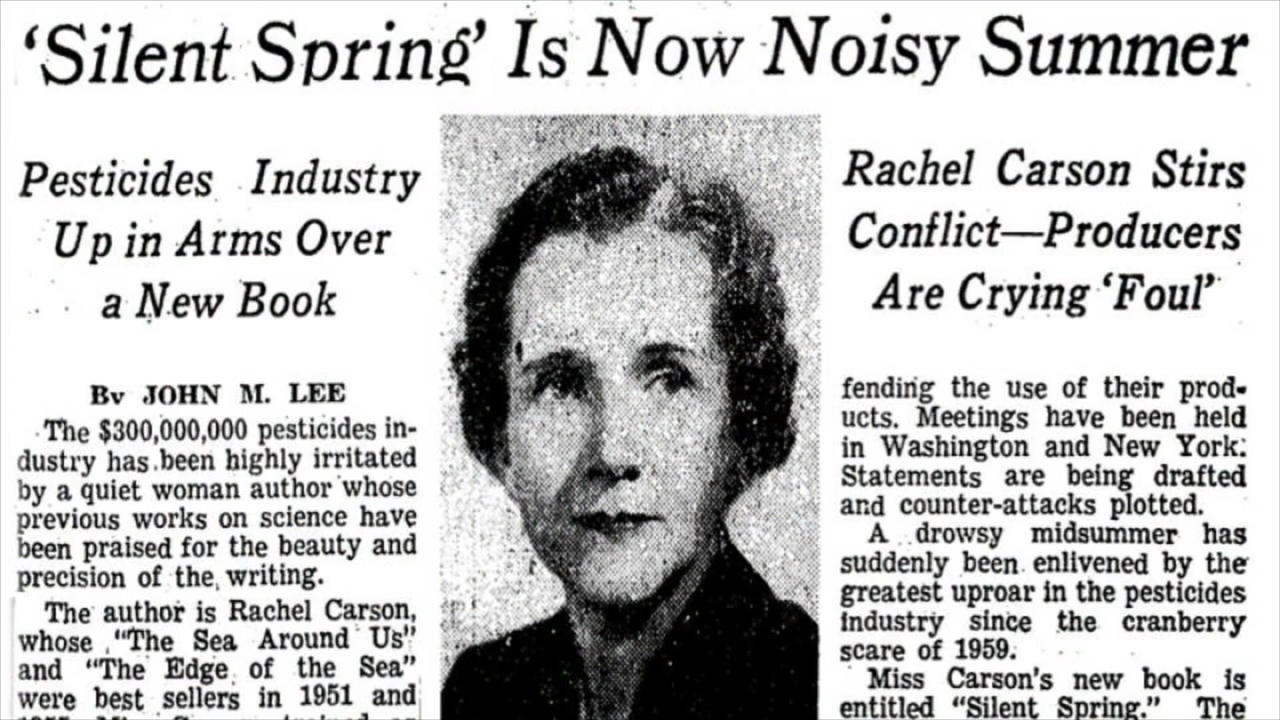 ‘Silent Spring’ Is Now Noisy Summer
Pesticides Industry
Up in Arms Over
a New Book
Rachel Carson Stirs
Conflict—Producers
Are Crying ‘Foul’
By JOHN M. LEE
The $300,000,000 pesticides in-
dustry has been highly irritated
by a quiet woman author whose
previous works on science have
been praised for the beauty and
precision of the writing.
The author is Rachel Carson,
whose "The Sea Around Us"
and "The Edge of the Sea"
were best sellers in 1951 and
fending the use of their prod-
ucts. Meetings have been held
in Washington and New York.
Statements are being drafted
and counter-attacks plotted.
A drowsy midsummer has
suddenly been enlivened by the
greatest uproar in the pesticides
industry since the cranberry
scare of 1959.
Miss Carson's new book is
entitled "Silent Spring." The